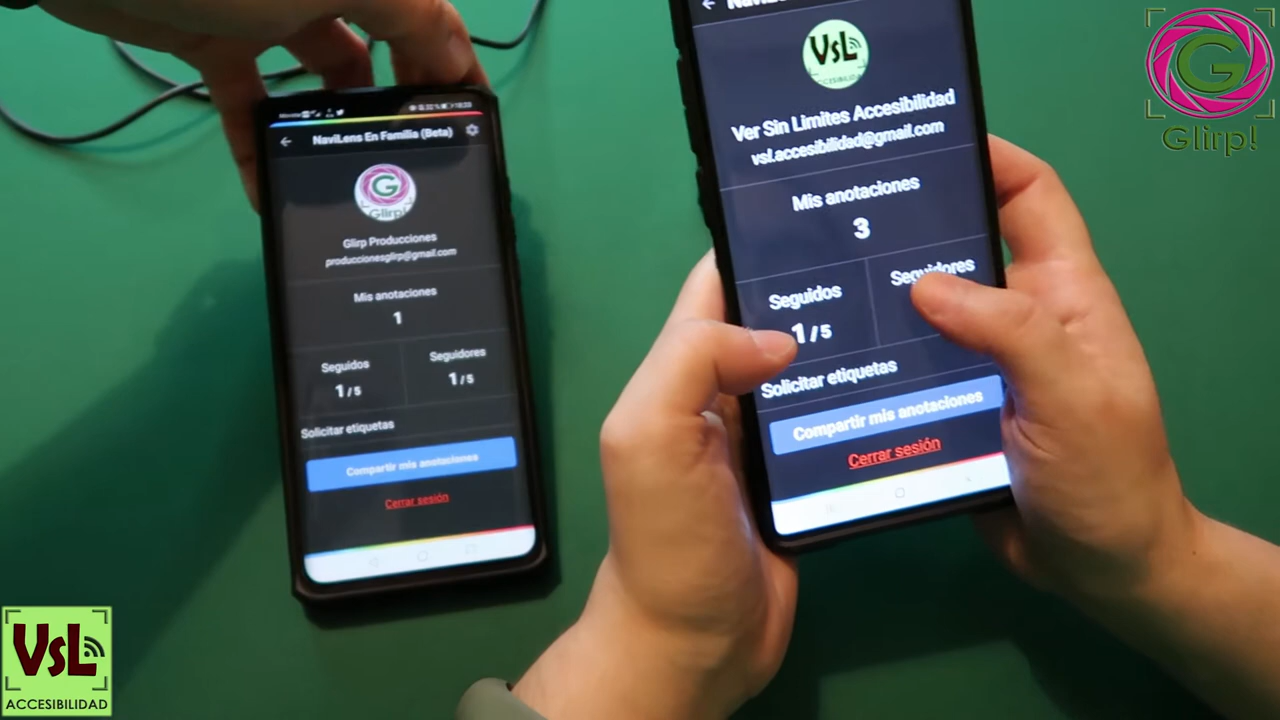 NaviLens En Familia (Beta)
Glirp!
Glirp Producciones
produccionesglirp@gmail.com
Mis anotaciones
1
Seguidos
Seguidores
1/5
1/5
Solicitar etiquetas
Compartir mis anotaciones
Cerrar sesión
VsL
ACCESIBILIDAD
Ver Sin Limites Accesibilidad
vsl.accesibilidad@gmail.com
Mis anotaciones
3
Seguidos
Seguidores
1/5
Solicitar etiquetas
Compartir mis anotaciones
Cerrar sesión
G
Glirp!
VsL
ACCESIBILIDAD